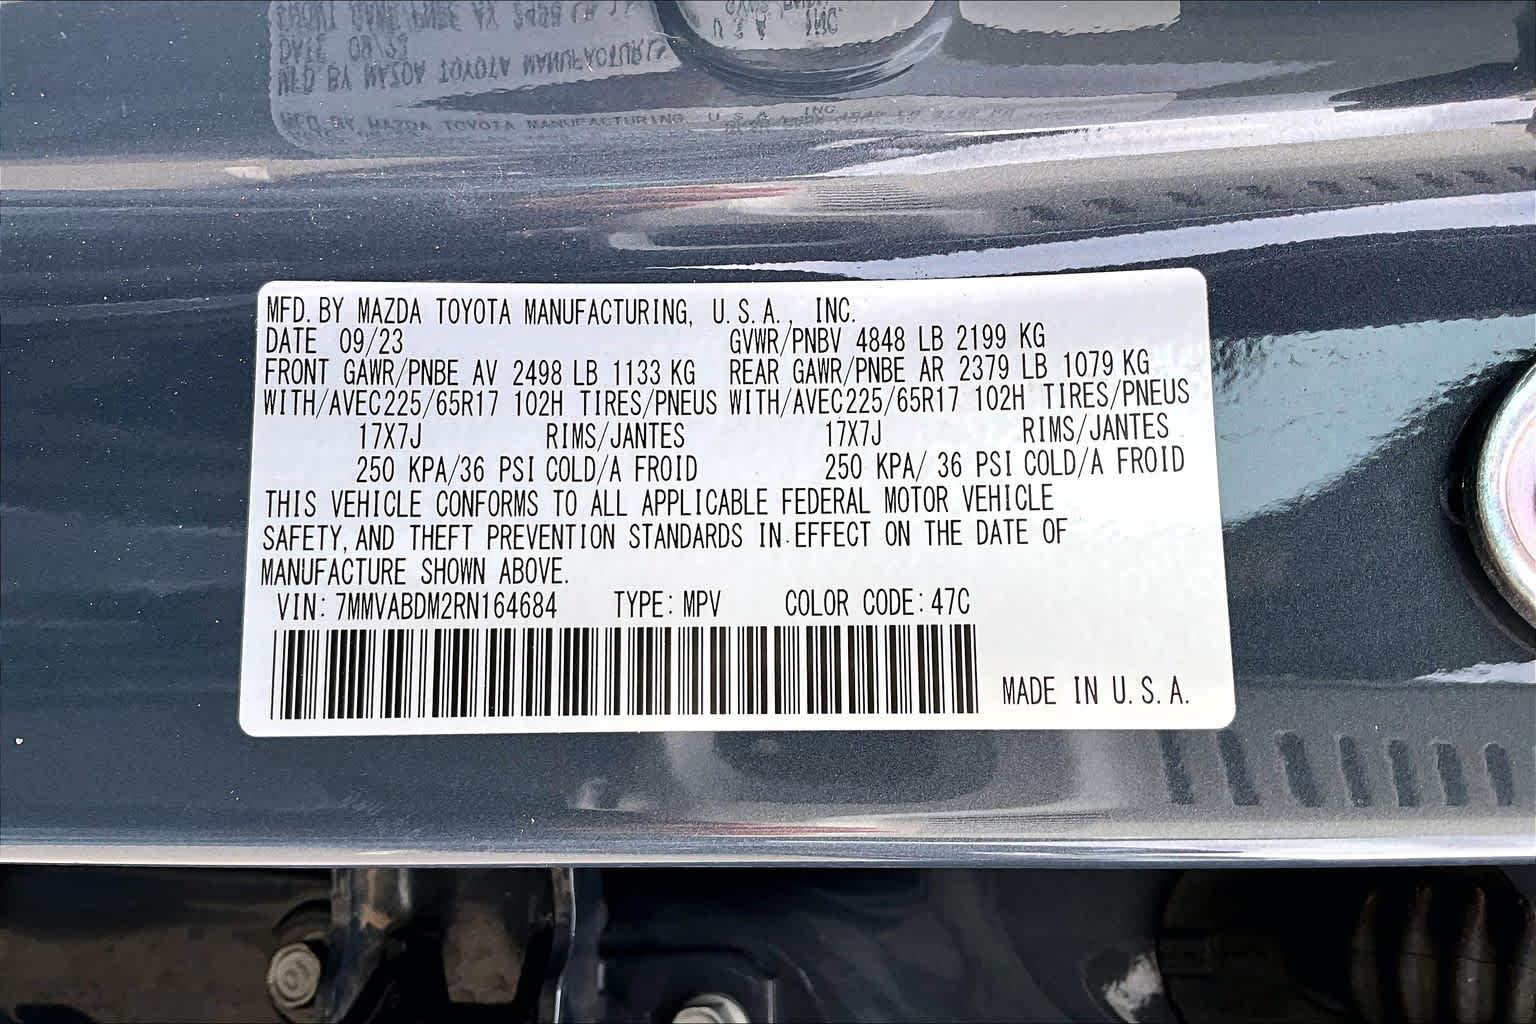 MFD. BY MAZDA TOYOTA MANUFACTURING, U.S.A., INC.
DATE 09/23 GVWR/PNBV 4848 LB 2199 KG
FRONT GAWR/PNBE AV 2498 LB 1133 KG REAR GAWR/PNBE AR 2379 LB 1079 KG
WITH/AVEC225/65R17 102H TIRES/PNEUS WITH/AVEC225/65R17 102H TIRES/PNEUS
17X7J RIMS/JANTES 17X7J RIMS/JANTES
250 KPA/36 PSI COLD/A FROID 250 KPA/ 36 PSI COLD/A FROID
THIS VEHICLE CONFORMS TO ALL APPLICABLE FEDERAL MOTOR VEHICLE
SAFETY, AND THEFT PREVENTION STANDARDS IN EFFECT ON THE DATE OF
MANUFACTURE SHOWN ABOVE.
VIN: 7MMVABDM2RN164684 TYPE: MPV COLOR CODE: 47C
MADE IN U.S.A.